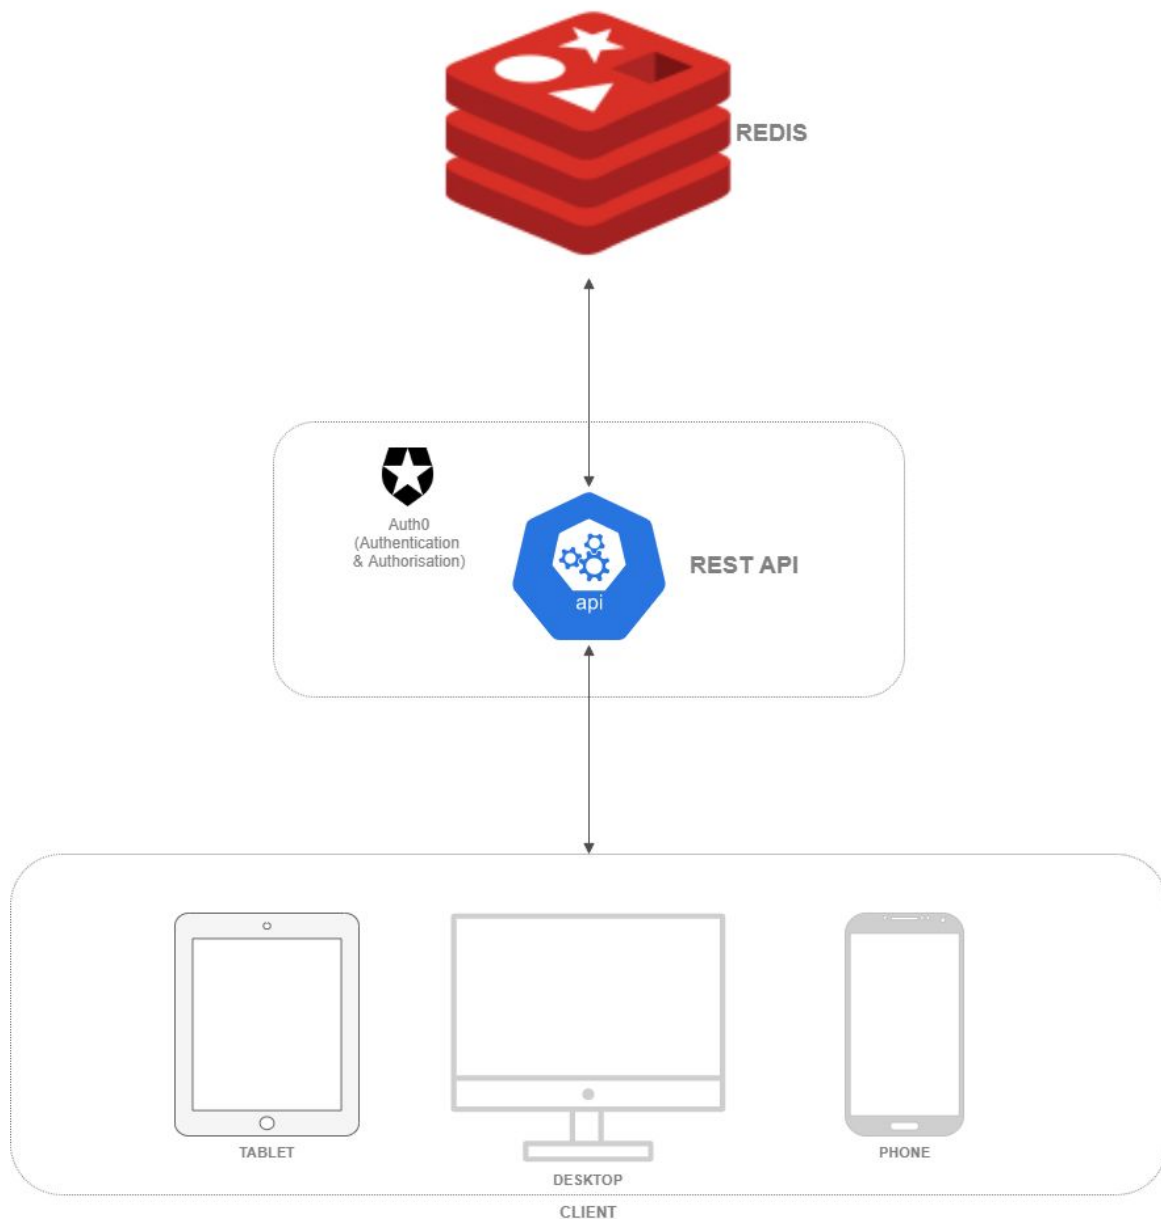 REDIS
Auth0
(Authentication
& Authorisation)
REST API
api
TABLET
DESKTOP
PHONE
CLIENT